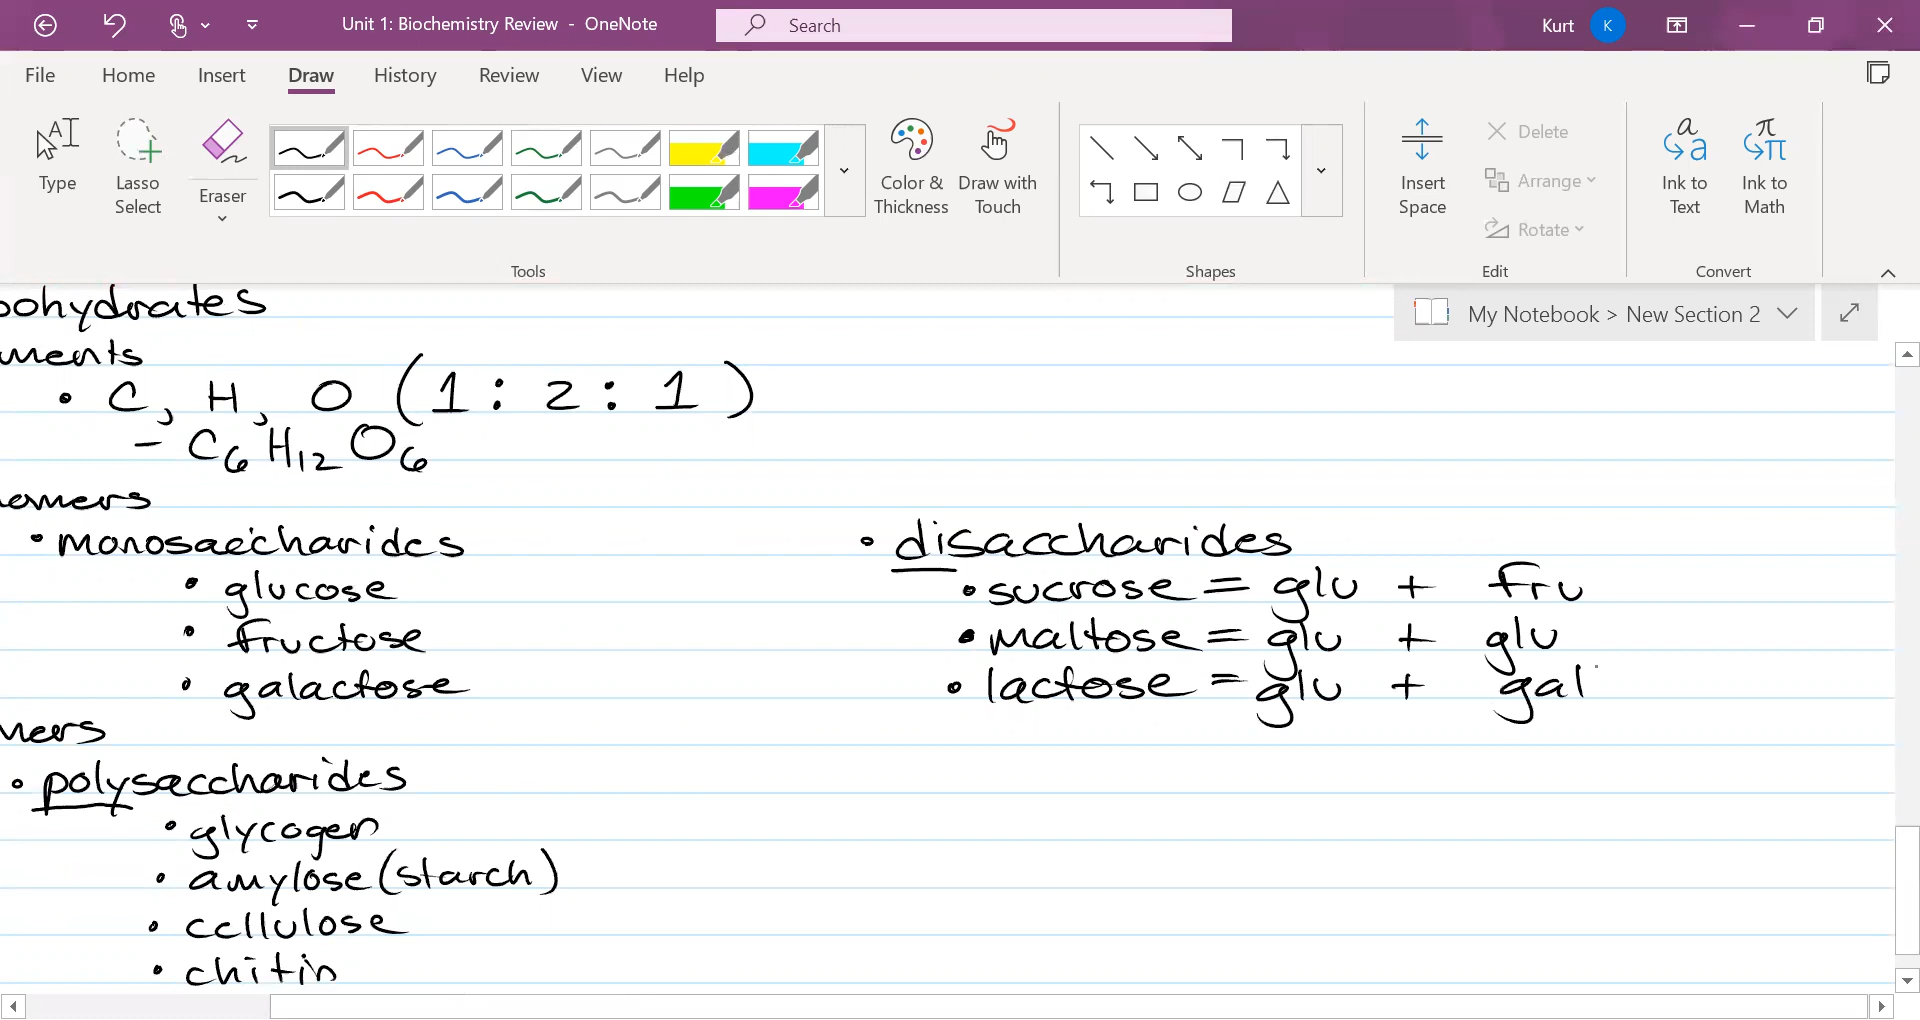 Unit 1: Biochemistry Review - OneNote
Search
Kurt
K
File Home Insert Draw History Review View Help
Type
Lasso Select
Eraser
Color & Thickness
Draw with Touch
Insert Space
Delete
Arrange
Rotate
Ink to Text
Ink to Math
Tools
Shapes
Edit
Convert
My Notebook > New Section 2
bohydrates
ments
• C, H, O (1 : 2 : 1)
- C6H12O6
nomers
• monosaccharides
• glucose
• fructose
• galactose
• disaccharides
• sucrose = glu + fru
• maltose = glu + glu
• lactose = glu + gal
mers
• polysaccharides
• glycogen
• amylose (starch)
• cellulose
• chitin